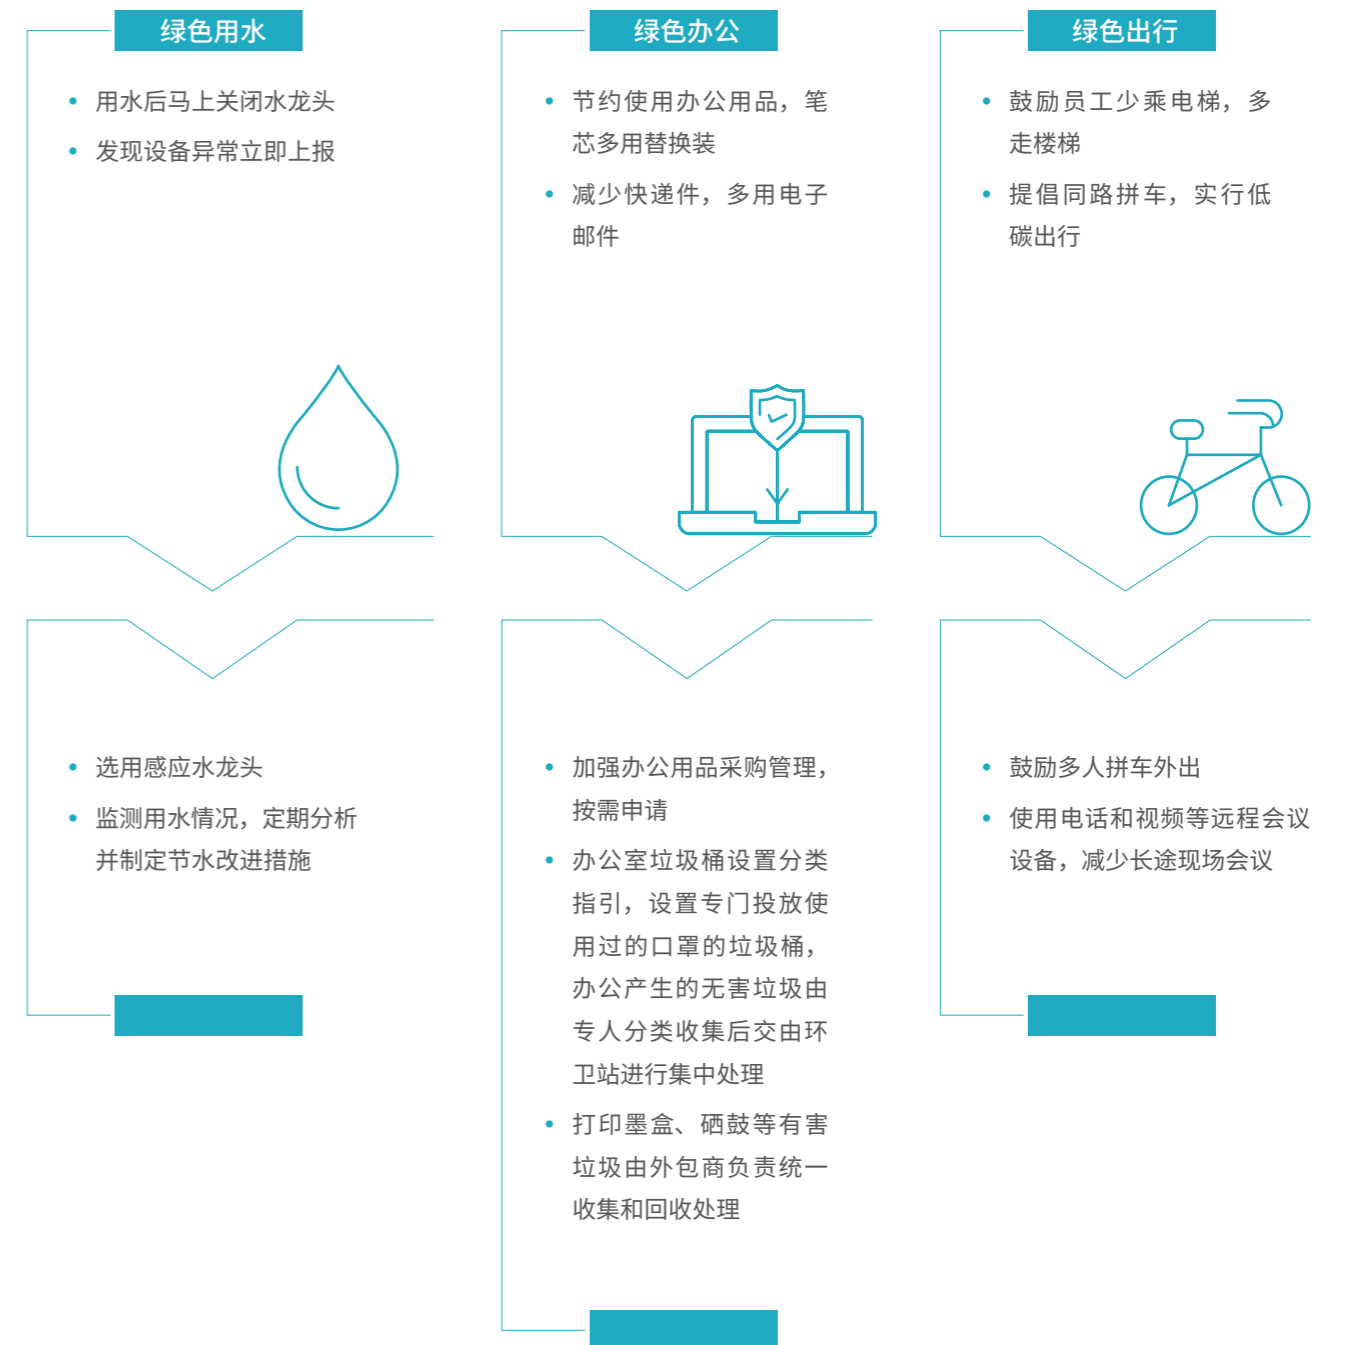 绿色用水
用水后马上关闭水龙头
发现设备异常立即上报
选用感应水龙头
监测用水情况，定期分析
并制定节水改进措施
绿色办公
节约使用办公用品，笔
芯多用替换装
减少快递件，多用电子
邮件
加强办公用品采购管理，
按需申请
办公室垃圾桶设置分类
指引，设置专门投放使
用过的口罩的垃圾桶，
办公产生的无害垃圾由
专人分类收集后交由环
卫站进行集中处理
打印墨盒、硒鼓等有害
垃圾由外包商负责统一
收集和回收处理
绿色出行
鼓励员工少乘电梯，多
走楼梯
提倡同路拼车，实行低
碳出行
鼓励多人拼车外出
使用电话和视频等远程会议
设备，减少长途现场会议